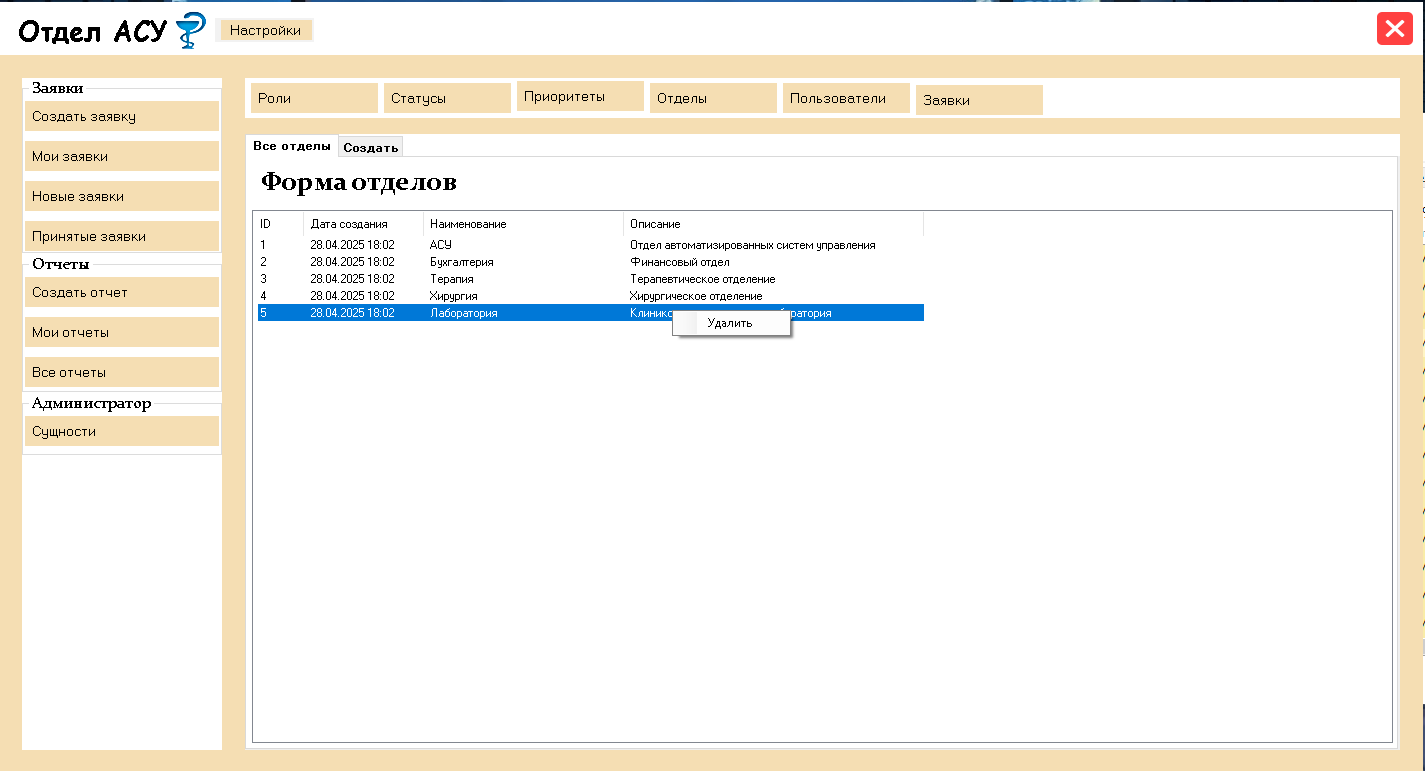 Отдел АСУ
Настройки
Заявки
Создать заявку
Мои заявки
Новые заявки
Принятые заявки
Отчеты
Создать отчет
Мои отчеты
Все отчеты
Администратор
Сущности
Роли Статусы Приоритеты Отделы Пользователи Заявки
Все отделы Создать
Форма отделов
ID Дата создания Наименование Описание
1 28.04.2025 18:02 АСУ Отдел автоматизированных систем управления
2 28.04.2025 18:02 Бухгалтерия Финансовый отдел
3 28.04.2025 18:02 Терапия Терапевтическое отделение
4 28.04.2025 18:02 Хирургия Хирургическое отделение
5 28.04.2025 18:02 Лаборатория
Удалить